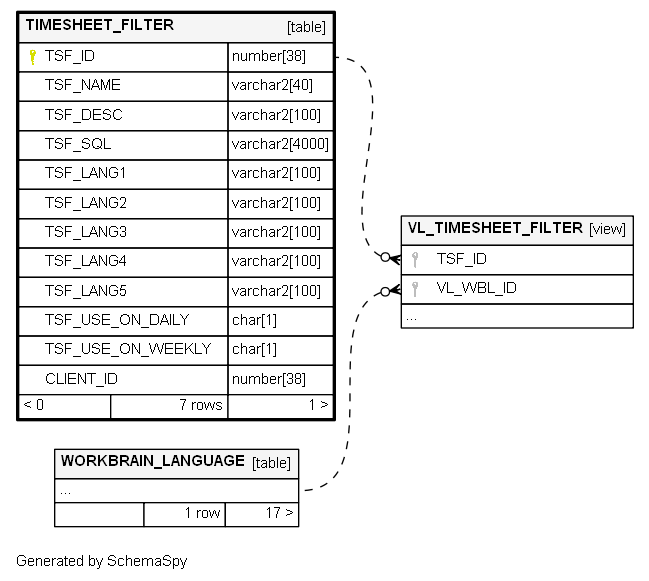 TIMESHEET_FILTER [table]
TSF_ID number[38]
TSF_NAME varchar2[40]
TSF_DESC varchar2[100]
TSF_SQL varchar2[4000]
TSF_LANG1 varchar2[100]
TSF_LANG2 varchar2[100]
TSF_LANG3 varchar2[100]
TSF_LANG4 varchar2[100]
TSF_LANG5 varchar2[100]
TSF_USE_ON_DAILY char[1]
TSF_USE_ON_WEEKLY char[1]
CLIENT_ID number[38]
< 0 7 rows 1 >
VL_TIMESHEET_FILTER [view]
TSF_ID
VL_WBL_ID
...
WORKBRAIN_LANGUAGE [table]
...
1 row 17 >
Generated by SchemaSpy